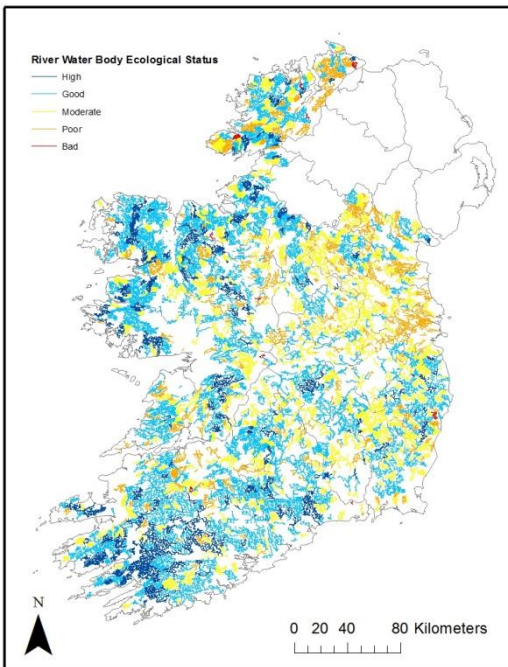 River Water Body Ecological Status
High
Good
Moderate
Poor
Bad
N
0 20 40 80 Kilometers